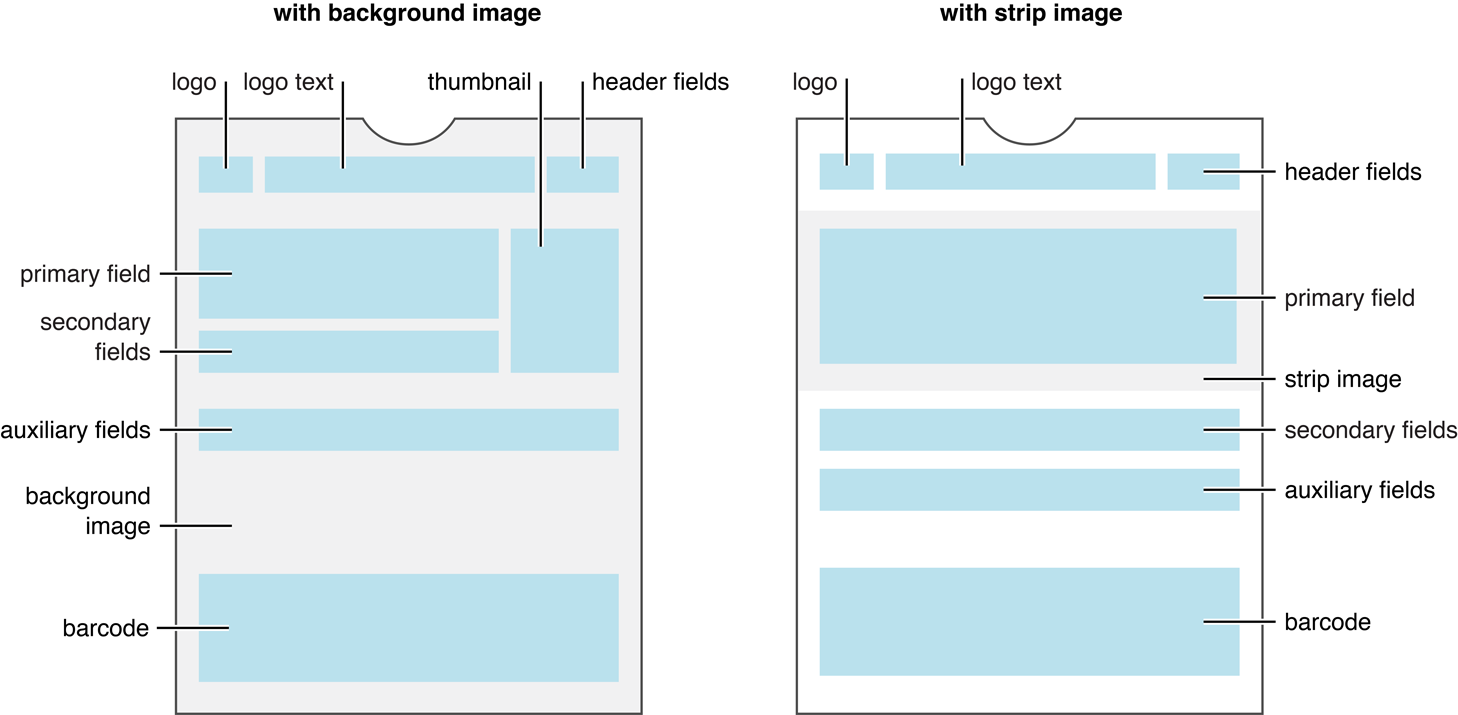 with background image
logo
logo text
thumbnail
header fields
primary field
secondary
fields
auxiliary fields
background
image
barcode
with strip image
logo
logo text
header fields
primary field
strip image
secondary fields
auxiliary fields
barcode